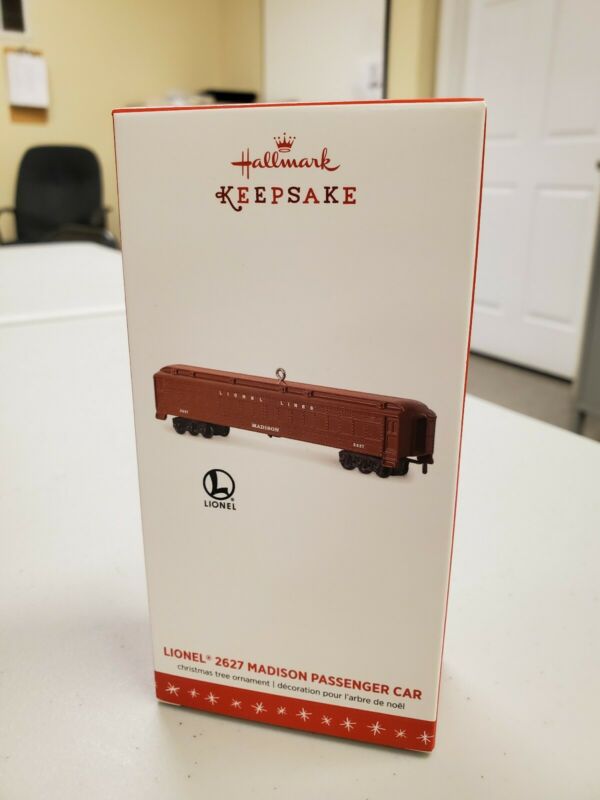 Hallmark
KEEPSAKE
LIONEL LINES
2627
MADISON
2627
L
LIONEL®
LIONEL® 2627 MADISON PASSENGER CAR
christmas tree ornament | décoration pour l'arbre de noël